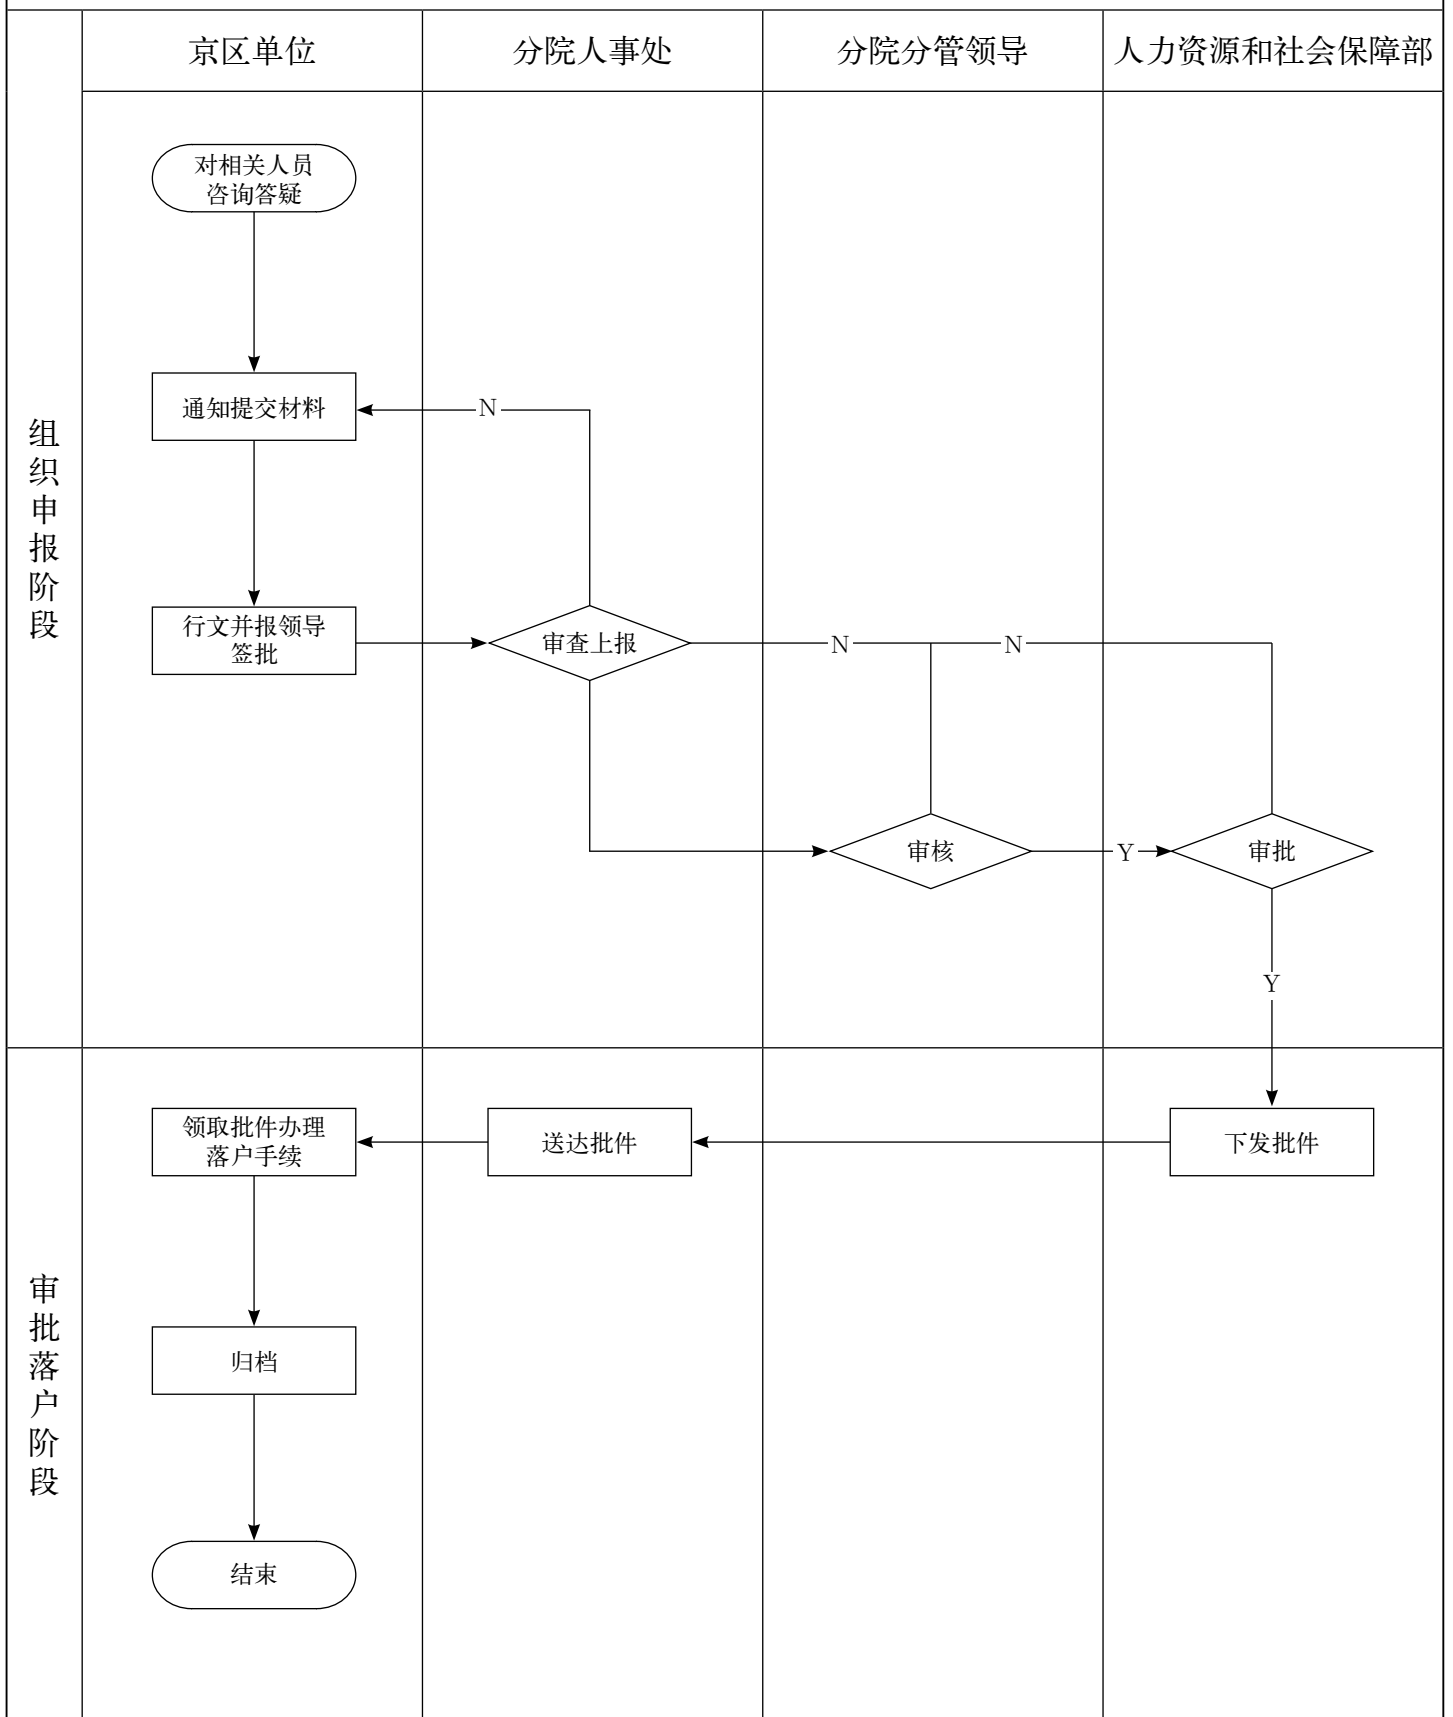 京区单位
分院人事处
分院分管领导
人力资源和社会保障部
组织申报阶段
对相关人员
咨询答疑
通知提交材料
N
行文并报领导
签批
审查上报
N
N
审核
Y
审批
Y
审批落户阶段
领取批件办理
落户手续
送达批件
下发批件
归档
结束